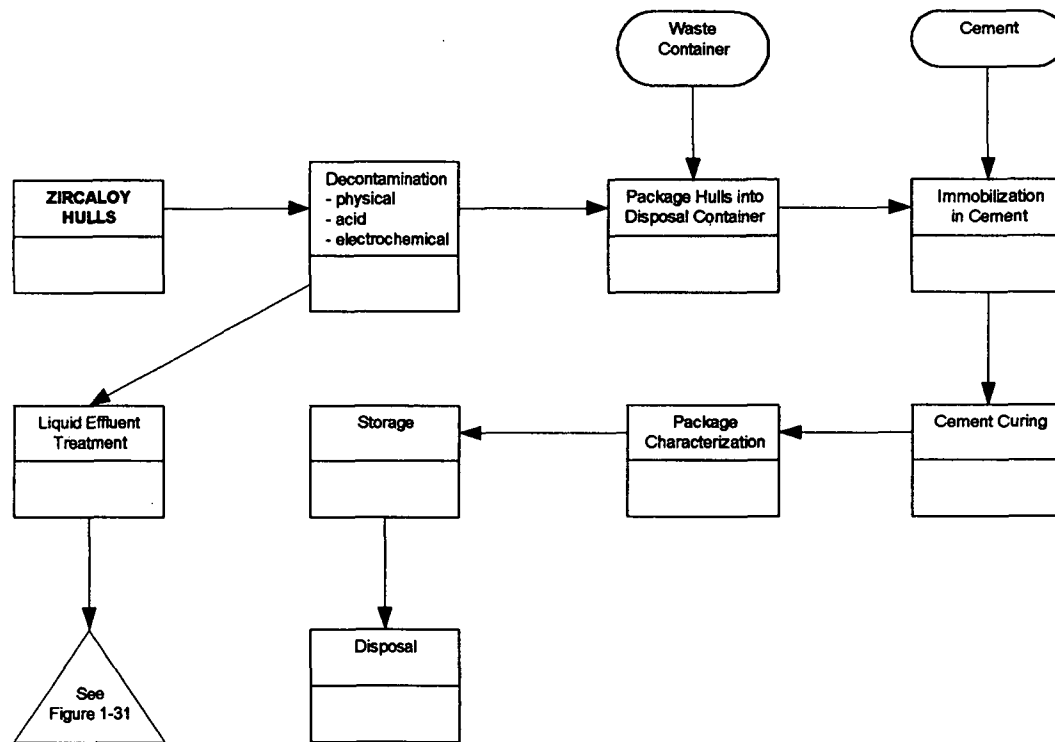 Waste
Container
Cement
ZIRCALOY
HULLS
Decontamination
- physical
- acid
- electrochemical
Package Hulls into
Disposal Container
Immobilization
in Cement
Liquid Effluent
Treatment
Storage
Package
Characterization
Cement Curing
See
Figure 1-31
Disposal